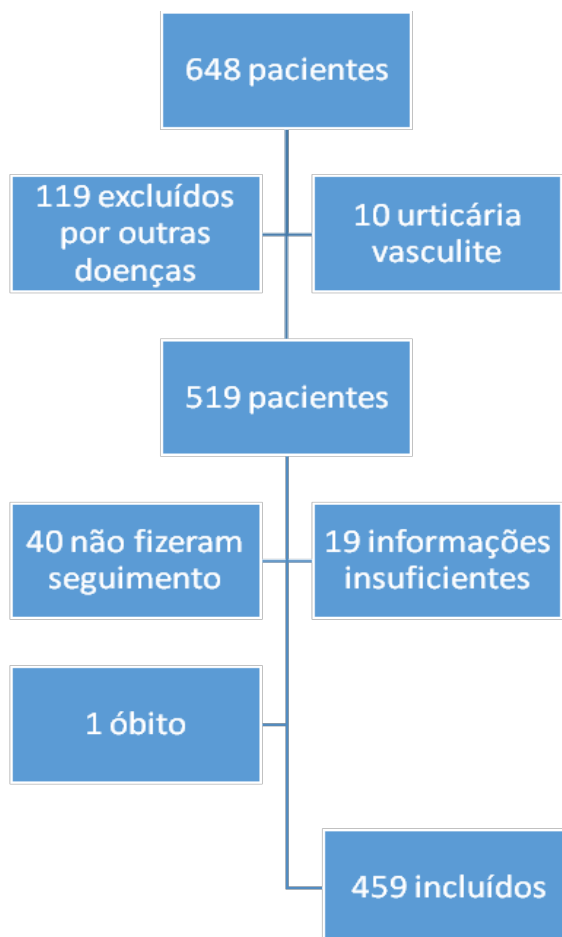 648 pacientes
119 excluídos
por outras
doenças
10 urticária
vasculite
519 pacientes
40 não fizeram
seguimento
19 informações
insuficientes
1 óbito
459 incluídos